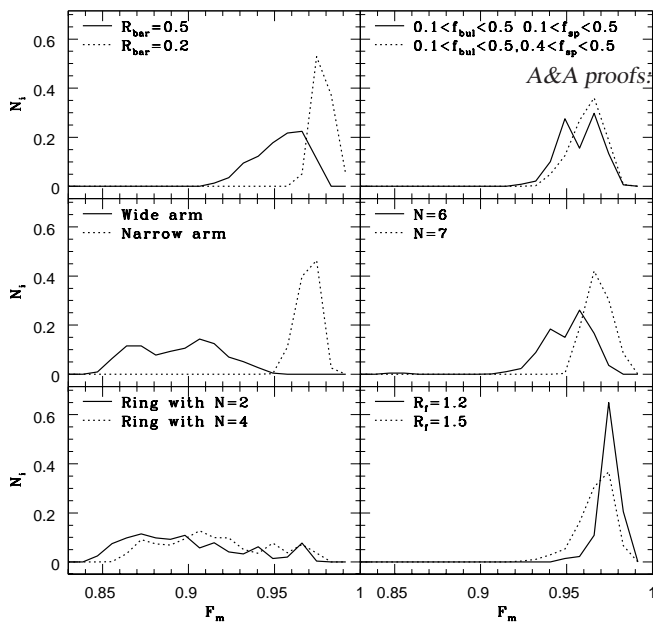 0.6
0.4
0.2
0
N_i
R_bar=0.5
R_bar=0.2
0.1<f_bul<0.5 0.1<f_sp<0.5
0.1<f_bul<0.5,0.4<f_sp<0.5
A&A proofs:
0.6
0.4
0.2
0
N_i
Wide arm
Narrow arm
N=6
N=7
0.6
0.4
0.2
0
N_i
Ring with N=2
Ring with N=4
R_f=1.2
R_f=1.5
0.85 0.9 0.95 1 0.85 0.9 0.95 1
F_m F_m